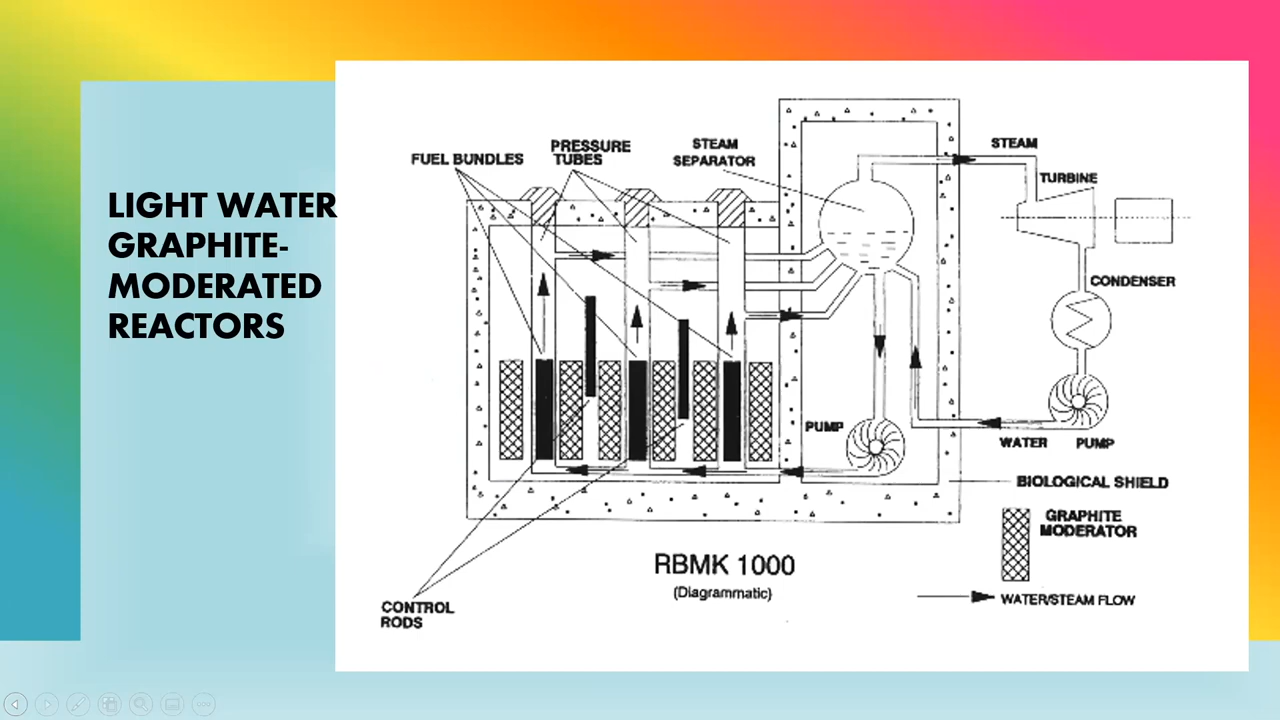 LIGHT WATER
GRAPHITE-
MODERATED
REACTORS
FUEL BUNDLES
PRESSURE
TUBES
STEAM
SEPARATOR
STEAM
TURBINE
CONDENSER
PUMP
WATER
PUMP
BIOLOGICAL SHIELD
GRAPHITE
MODERATOR
RBMK 1000
(Diagrammatic)
WATER/STEAM FLOW
CONTROL
RODS